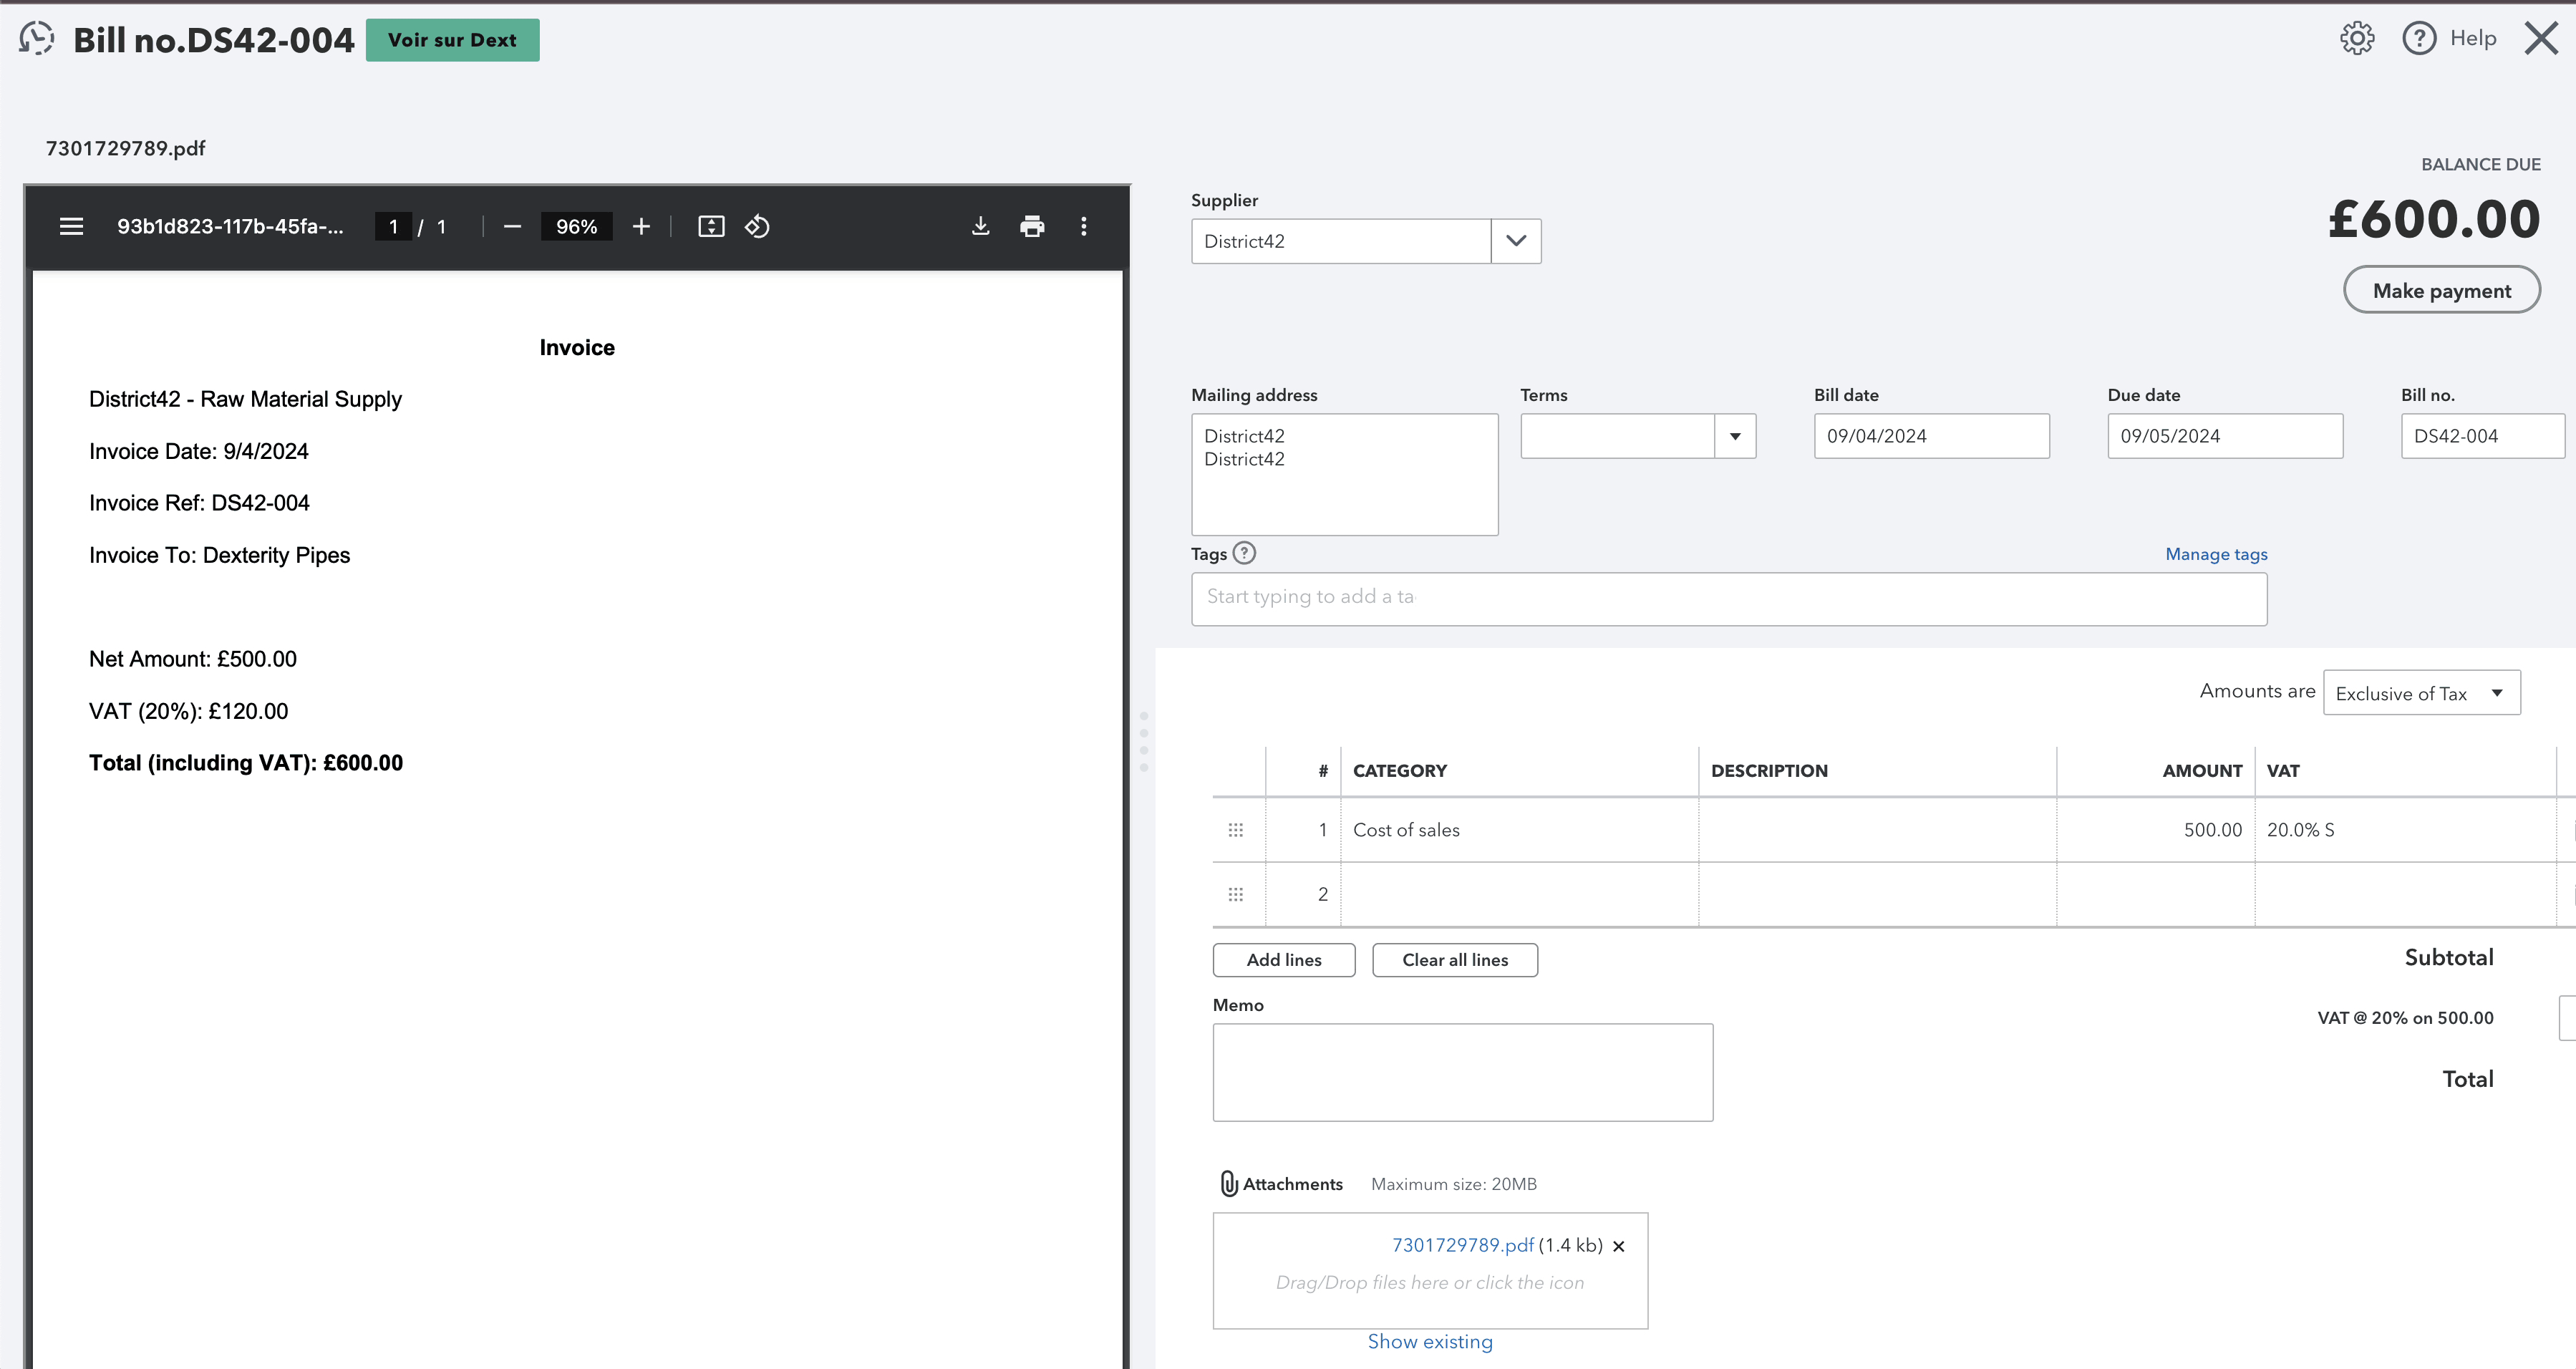 Bill no.DS42-004
Voir sur Dext
Help
7301729789.pdf
93b1d823-117b-45fa-...
1 / 1
96%
Invoice
District42 - Raw Material Supply
Invoice Date: 9/4/2024
Invoice Ref: DS42-004
Invoice To: Dexterity Pipes
Net Amount: £500.00
VAT (20%): £120.00
Total (including VAT): £600.00
BALANCE DUE
£600.00
Make payment
Supplier
District42
Mailing address
District42
District42
Terms
Bill date
09/04/2024
Due date
09/05/2024
Bill no.
DS42-004
Tags ?
Manage tags
Start typing to add a ta
Amounts are Exclusive of Tax
# CATEGORY DESCRIPTION AMOUNT VAT
1 Cost of sales 500.00 20.0% S
2
Add lines
Clear all lines
Subtotal
Memo
VAT @ 20% on 500.00
Total
Attachments Maximum size: 20MB
7301729789.pdf (1.4 kb)
Drag/Drop files here or click the icon
Show existing